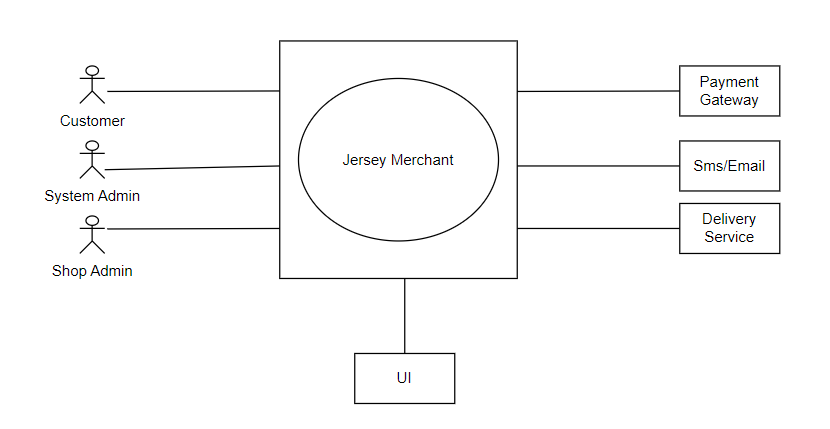 Customer
System Admin
Shop Admin
Jersey Merchant
Payment
Gateway
Sms/Email
Delivery
Service
UI